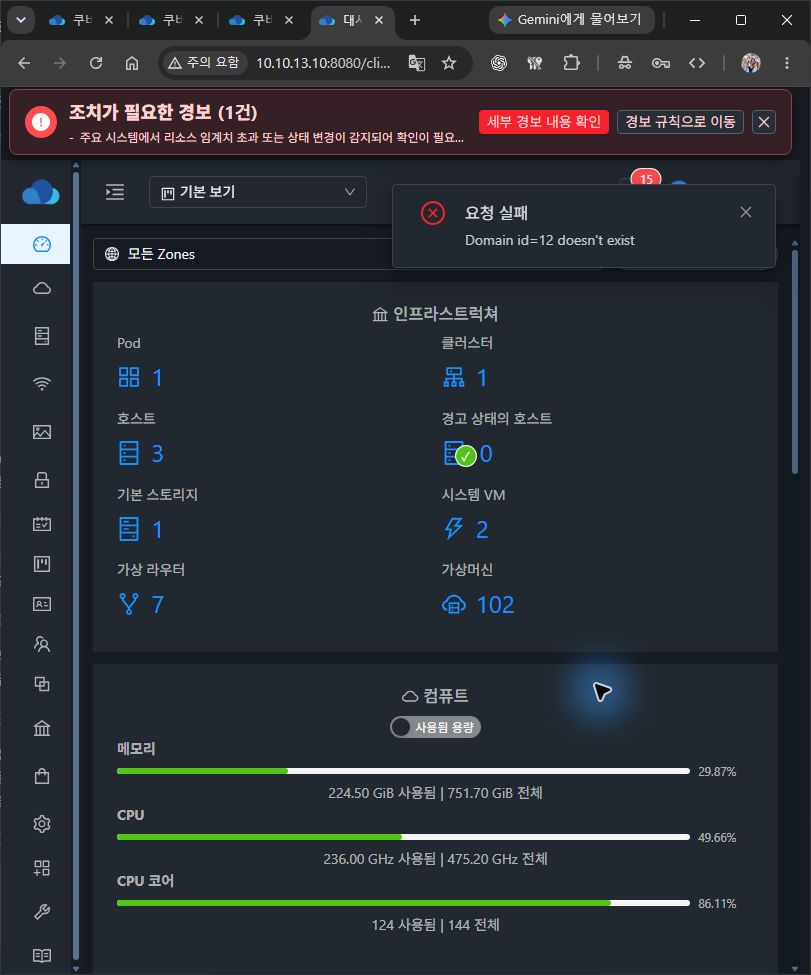 쿠버
쿠버
쿠버
대시
Gemini에게 물어보기
주의 요함
10.10.13.10:8080/cli...
조치가 필요한 경보 (1건)
- 주요 시스템에서 리소스 임계치 초과 또는 상태 변경이 감지되어 확인이 필요...
세부 경보 내용 확인
경보 규칙으로 이동
기본 보기
15
요청 실패
Domain id=12 doesn't exist
모든 Zones
인프라스트럭쳐
Pod
클러스터
1
1
호스트
경고 상태의 호스트
3
0
기본 스토리지
시스템 VM
1
2
가상 라우터
가상머신
7
102
컴퓨트
사용됨 용량
메모리
29.87%
224.50 GiB 사용됨 | 751.70 GiB 전체
CPU
49.66%
236.00 GHz 사용됨 | 475.20 GHz 전체
CPU 코어
86.11%
124 사용됨 | 144 전체